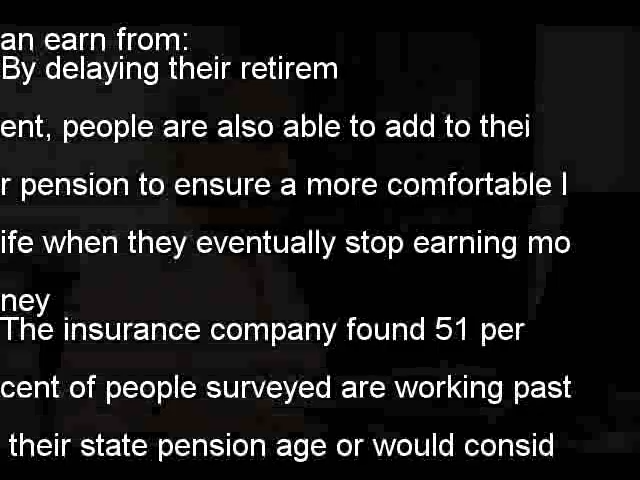 an earn from:
By delaying their retirem
ent, people are also able to add to thei
r pension to ensure a more comfortable l
ife when they eventually stop earning mo
ney
The insurance company found 51 per
cent of people surveyed are working past
their state pension age or would consid